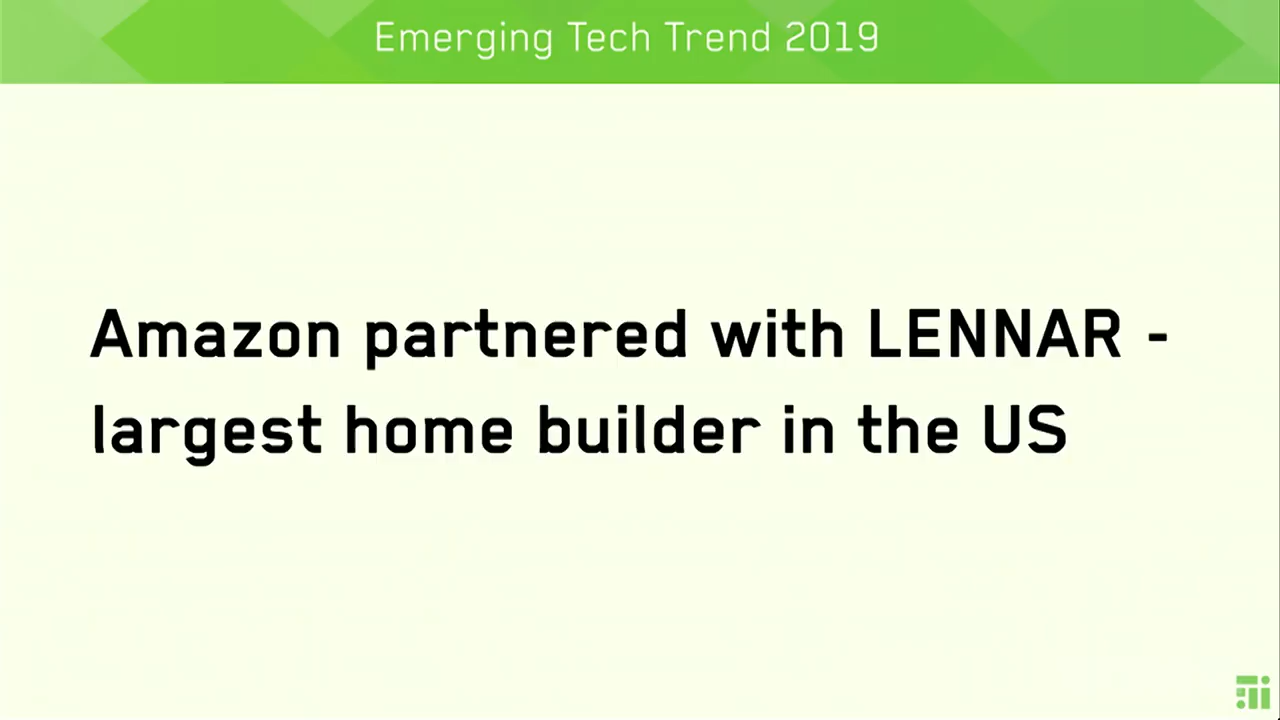 Emerging Tech Trend 2019
Amazon partnered with LENNAR -
largest home builder in the US